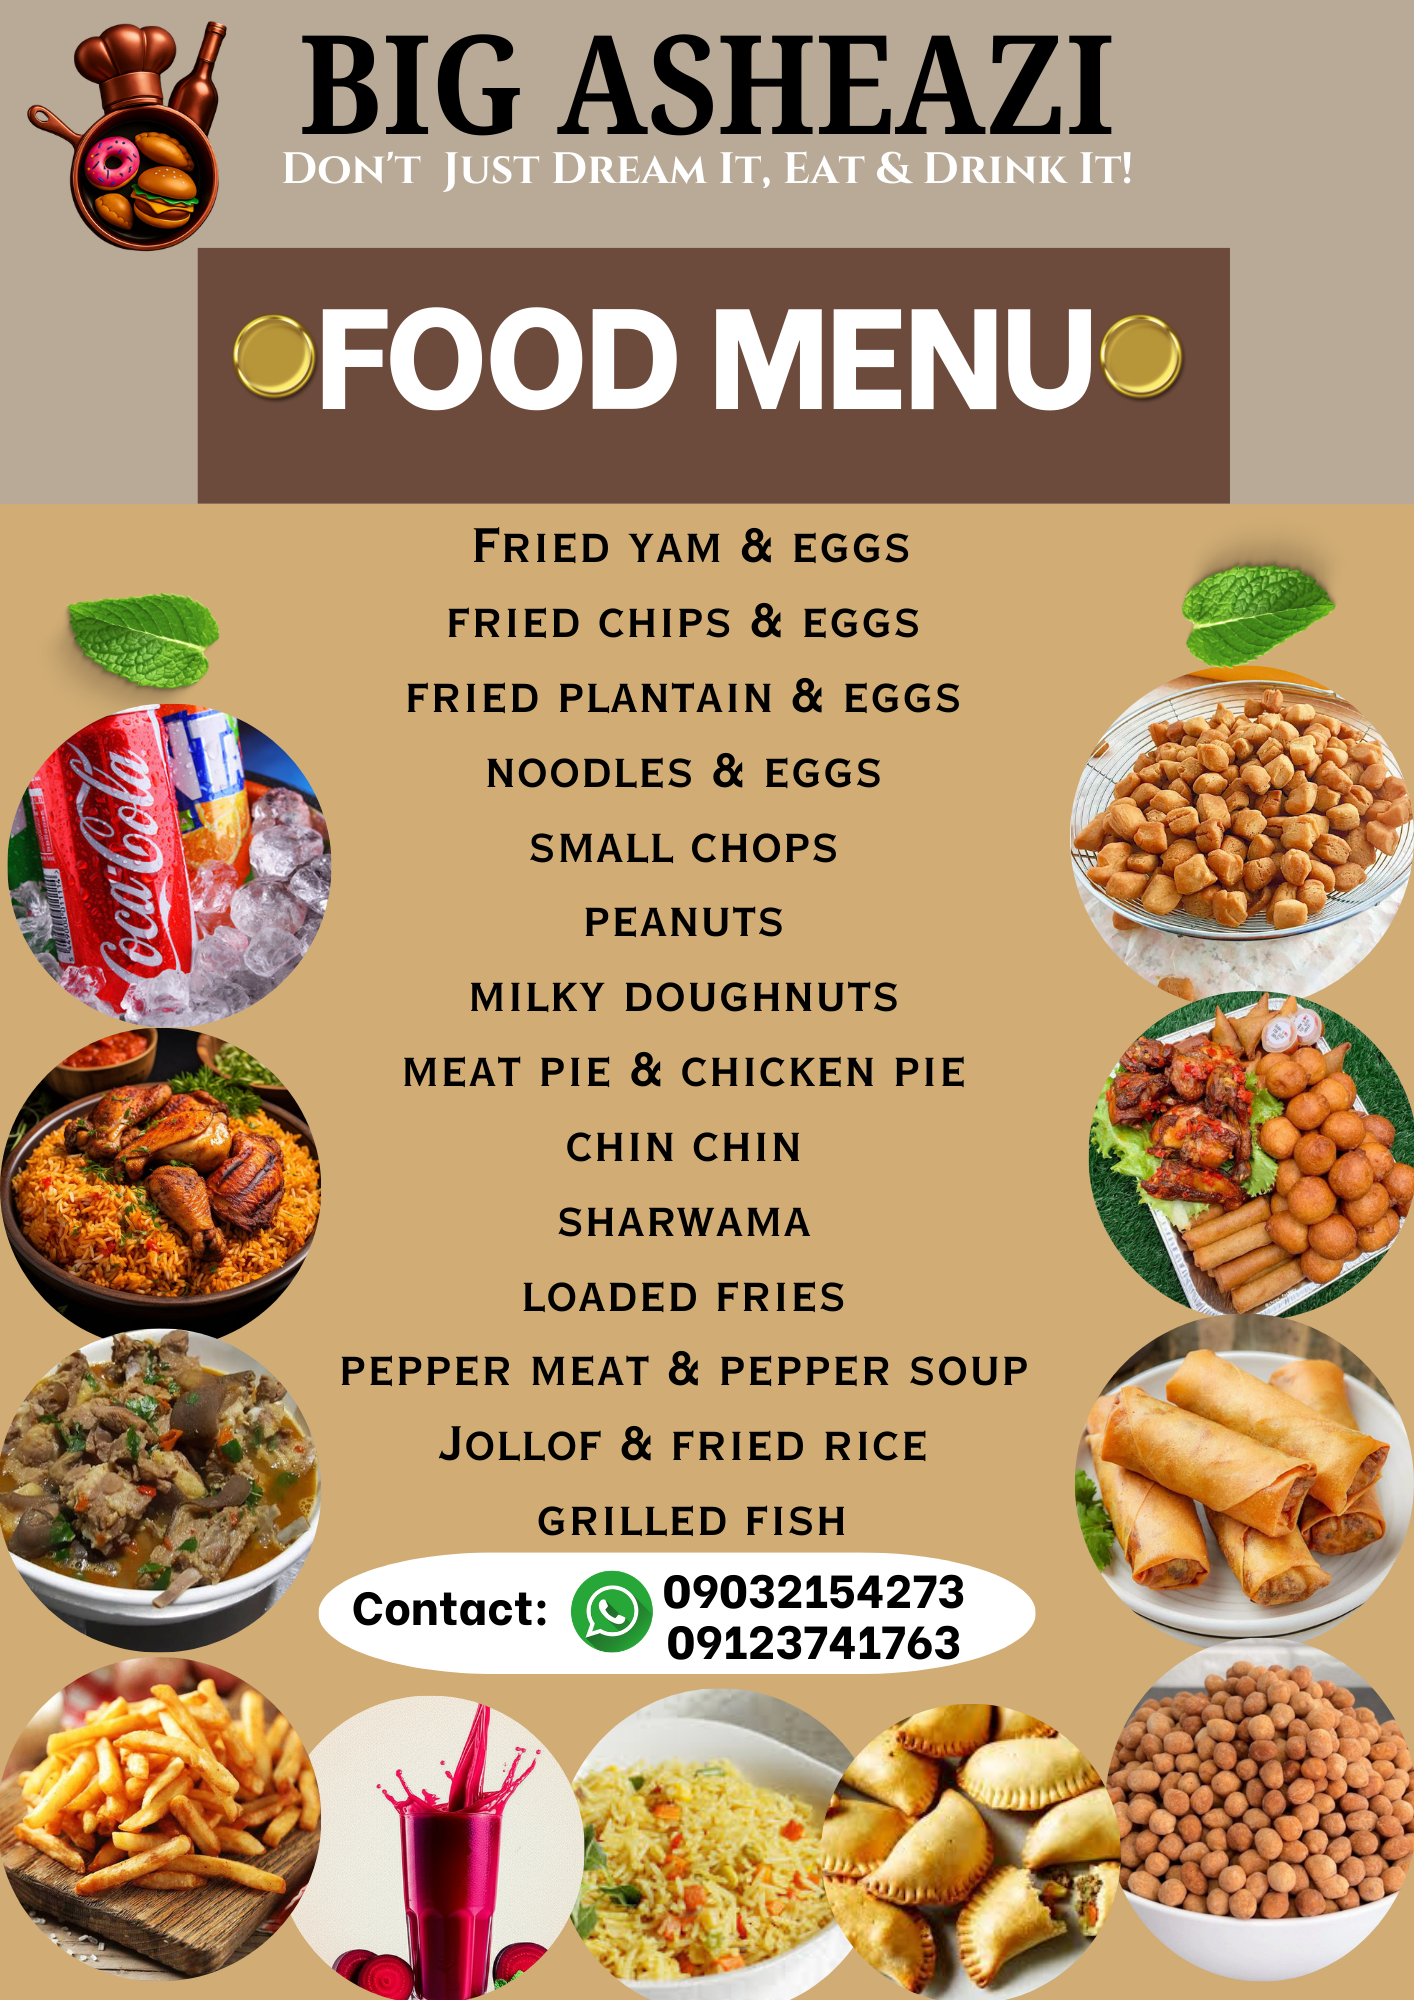 BIG ASHEAZI
Don't Just Dream It, Eat & Drink It!
FOOD MENU
Fried yam & eggs
fried chips & eggs
fried plantain & eggs
noodles & eggs
small chops
peanuts
milky doughnuts
meat pie & chicken pie
chin chin
sharwama
loaded fries
pepper meat & pepper soup
Jollof & fried rice
grilled fish
Contact: 09032154273
09123741763
Coca-Cola